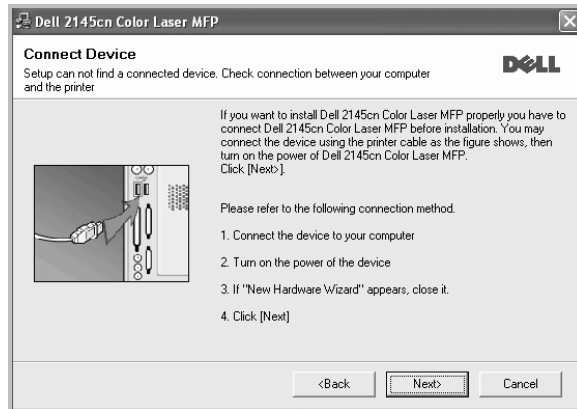 Dell 2145cn Color Laser MFP
Connect Device
Setup can not find a connected device. Check connection between your computer
and the printer
DELL
If you want to install Dell 2145cn Color Laser MFP properly you have to
connect Dell 2145cn Color Laser MFP before installation. You may
connect the device using the printer cable as the figure shows, then
turn on the power of Dell 2145cn Color Laser MFP.
Click [Next>].
Please refer to the following connection method.
1. Connect the device to your computer
2. Turn on the power of the device
3. If "New Hardware Wizard" appears, close it.
4. Click [Next]
<Back
Next>
Cancel